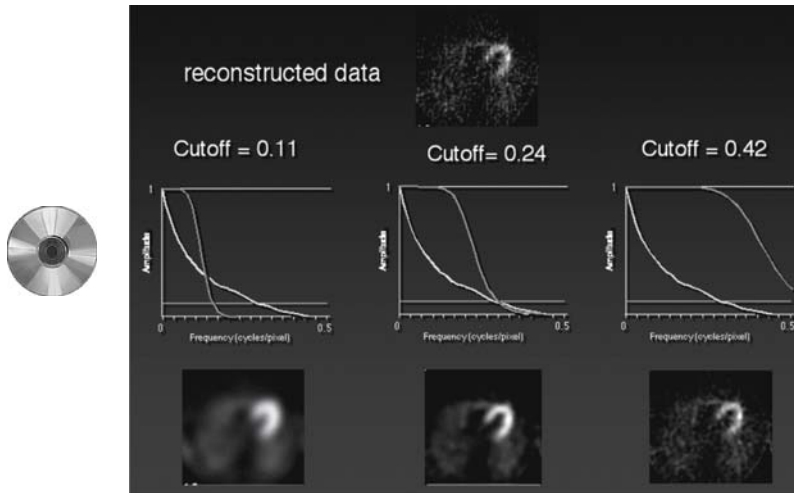 reconstructed data
Cutoff = 0.11
Cutoff= 0.24
Cutoff = 0.42
1
Amplitude
0
0.5
Frequency (cycles/pixel)
1
Amplitude
0
0.5
Frequency (cycles/pixel)
1
Amplitude
0
0.5
Frequency (cycles/pixel)